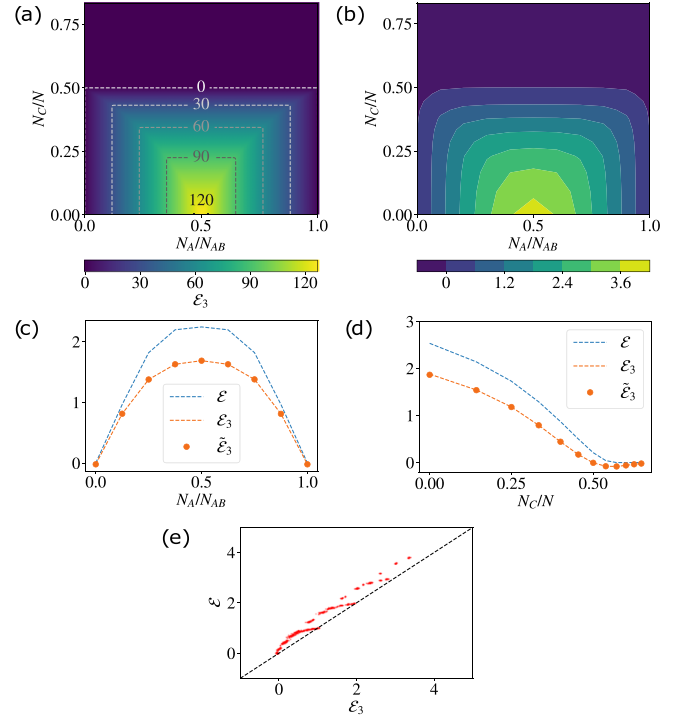 (a)
0.75
0.50
0.25
0.00
N_C/N
0
30
60
90
120
0.0 0.5 1.0
N_A/N_AB
0 30 60 90 120
ℰ_3
(b)
0.75
0.50
0.25
0.00
N_C/N
0.0 0.5 1.0
N_A/N_AB
0 1.2 2.4 3.6
(c)
2
1
0
ℰ
ℰ_3
ℰ̃_3
0.0 0.5 1.0
N_A/N_AB
(d)
3
2
1
0
ℰ
ℰ_3
ℰ̃_3
0.00 0.25 0.50
N_C/N
(e)
4
2
0
ℰ
0 2 4
ℰ_3